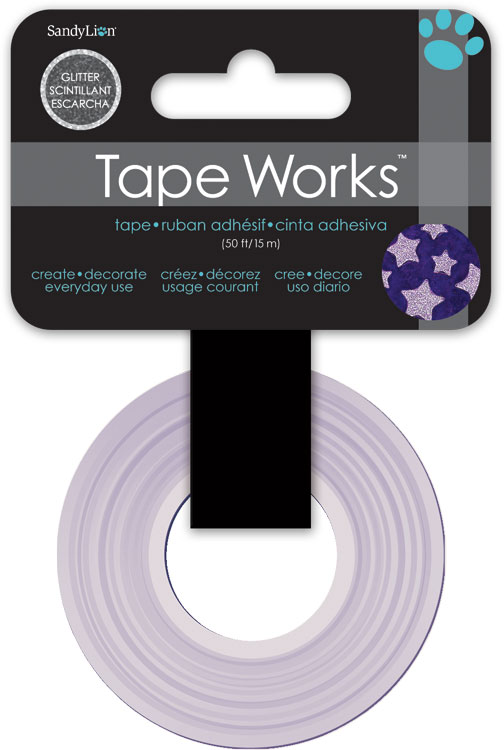 SandyLion
GLITTER
SCINTILLANT
ESCARCHA
Tape Works™
tape•ruban adhésif•cinta adhesiva
(50 ft/15 m)
create•decorate
everyday use
créez•décorez
usage courant
cree•decore
uso diario